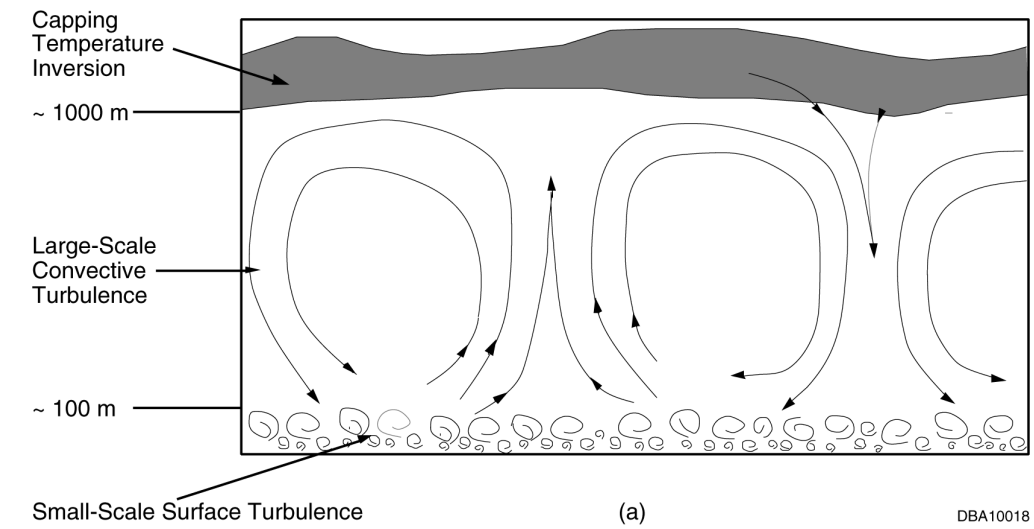 Capping
Temperature
Inversion
~ 1000 m
Large-Scale
Convective
Turbulence
~ 100 m
Small-Scale Surface Turbulence
(a)
DBA10018